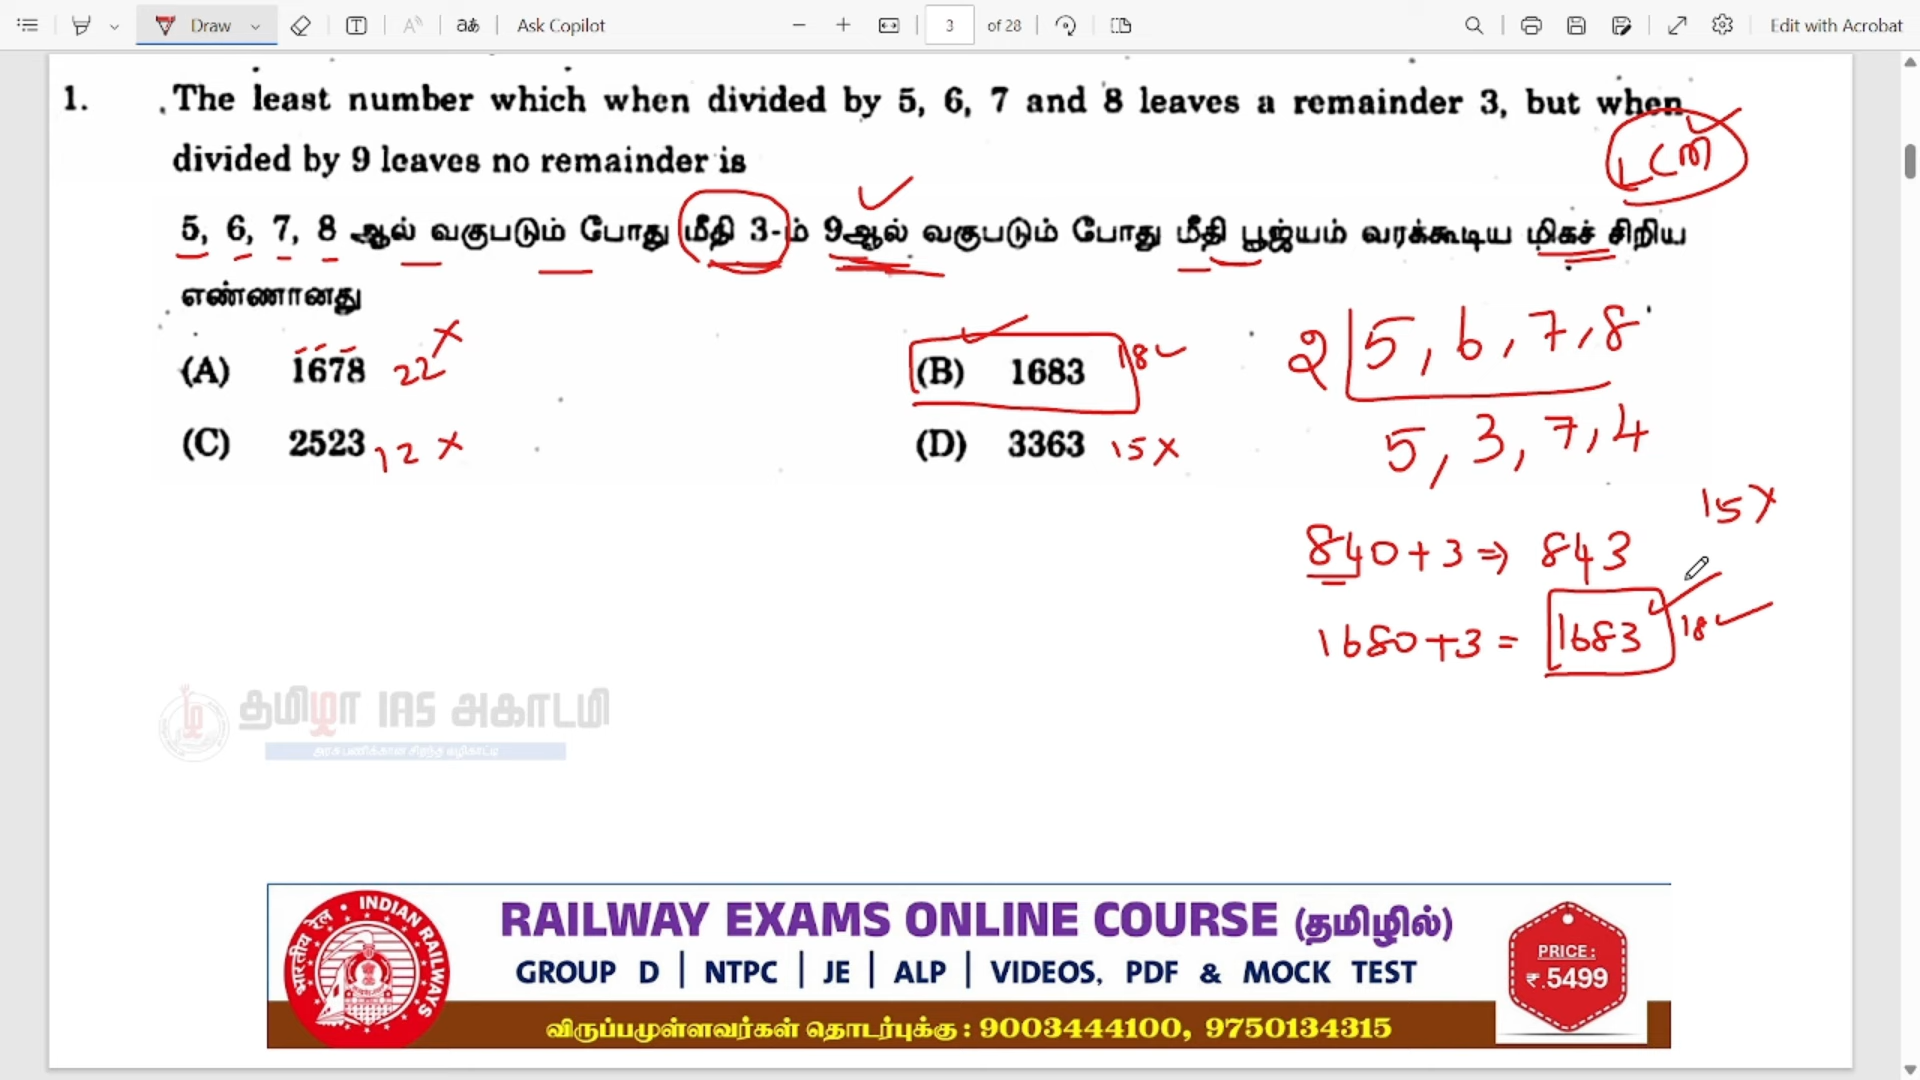 Draw
Ask Copilot
3 of 28
Edit with Acrobat
1. The least number which when divided by 5, 6, 7 and 8 leaves a remainder 3, but when
divided by 9 leaves no remainder is
LCM
5, 6, 7, 8 ஆல் வகுபடும் போது மீதி 3-ம் 9ஆல் வகுபடும் போது மீதி பூஜ்யம் வரக்கூடிய மிகச் சிறிய
எண்ணானது
(A) 1678 22 ×
(B) 1683 18 ✓
(C) 2523 12 ×
(D) 3363 15 ×
2 | 5, 6, 7, 8
5, 3, 7, 4
15 ×
840 + 3 ⇒ 843
1680 + 3 = 1683 18 ✓
தமிழா IAS அகாடமி
அரசு பணிக்கான சிறந்த வழிகாட்டி
RAILWAY EXAMS ONLINE COURSE (தமிழில்)
GROUP D | NTPC | JE | ALP | VIDEOS, PDF & MOCK TEST
விருப்பமுள்ளவர்கள் தொடர்புக்கு : 9003444100, 9750134315
भारतीय रेल • INDIAN RAILWAYS
PRICE :
₹.5499